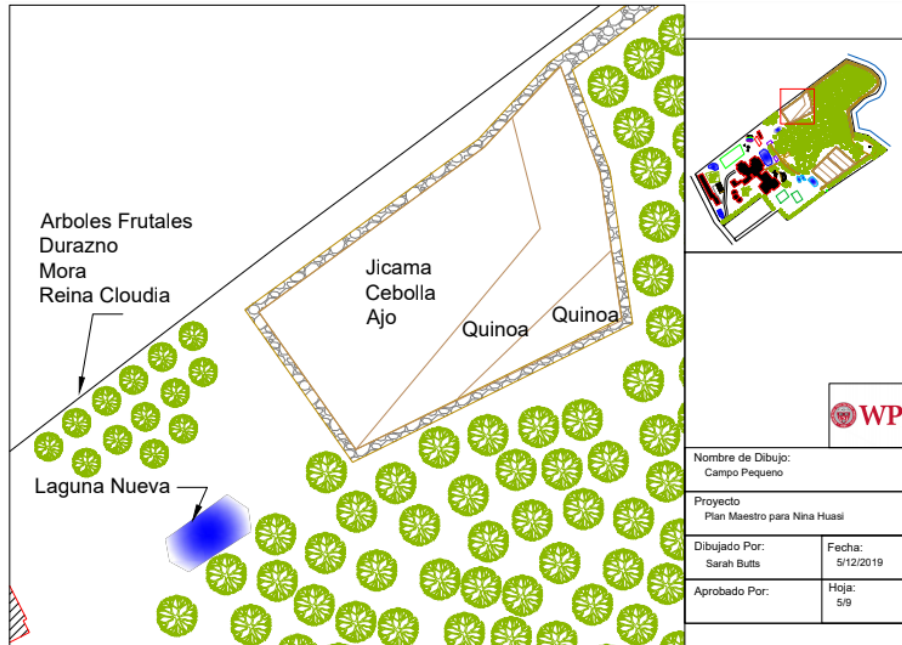 Arboles Frutales
Durazno
Mora
Reina Cloudia
Jicama
Cebolla
Ajo
Quinoa
Quinoa
Laguna Nueva
WP
Nombre de Dibujo:
Campo Pequeno
Proyecto
Plan Maestro para Nina Huasi
Dibujado Por:
Sarah Butts
Fecha:
5/12/2019
Aprobado Por:
Hoja:
5/9